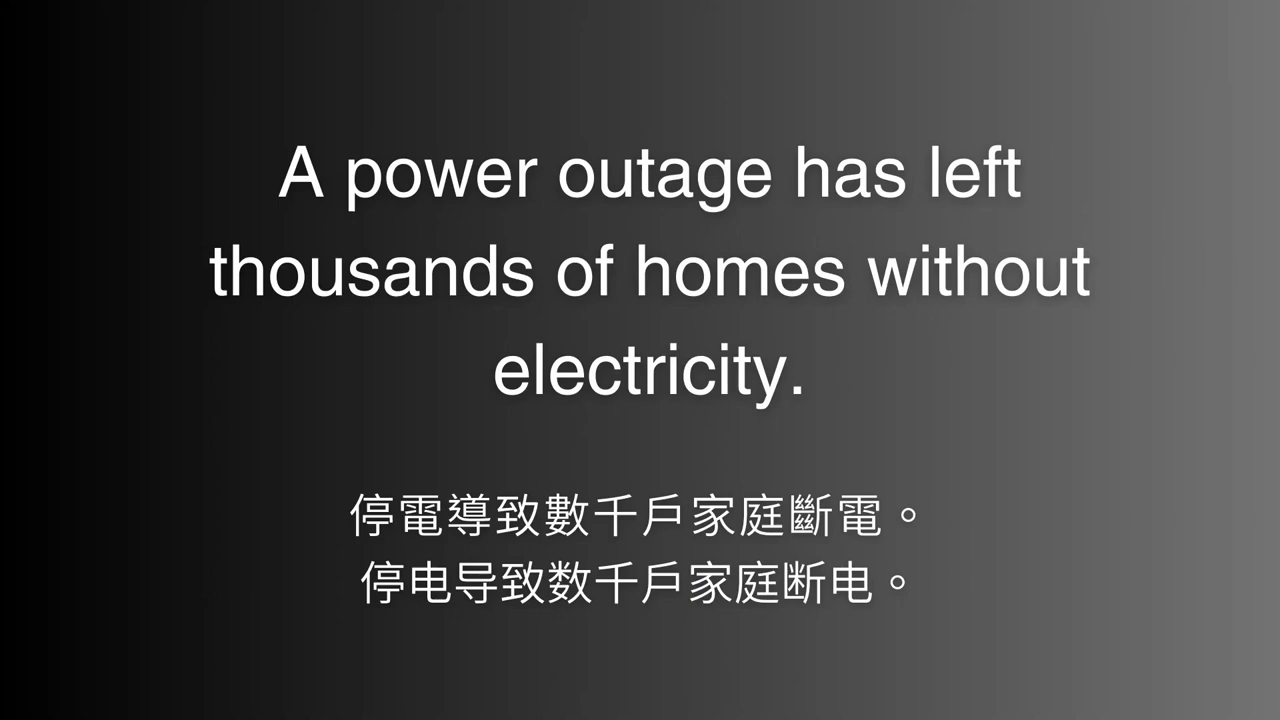 A power outage has left
thousands of homes without
electricity.
停電導致數千戶家庭斷電。
停电导致数千戶家庭断电。